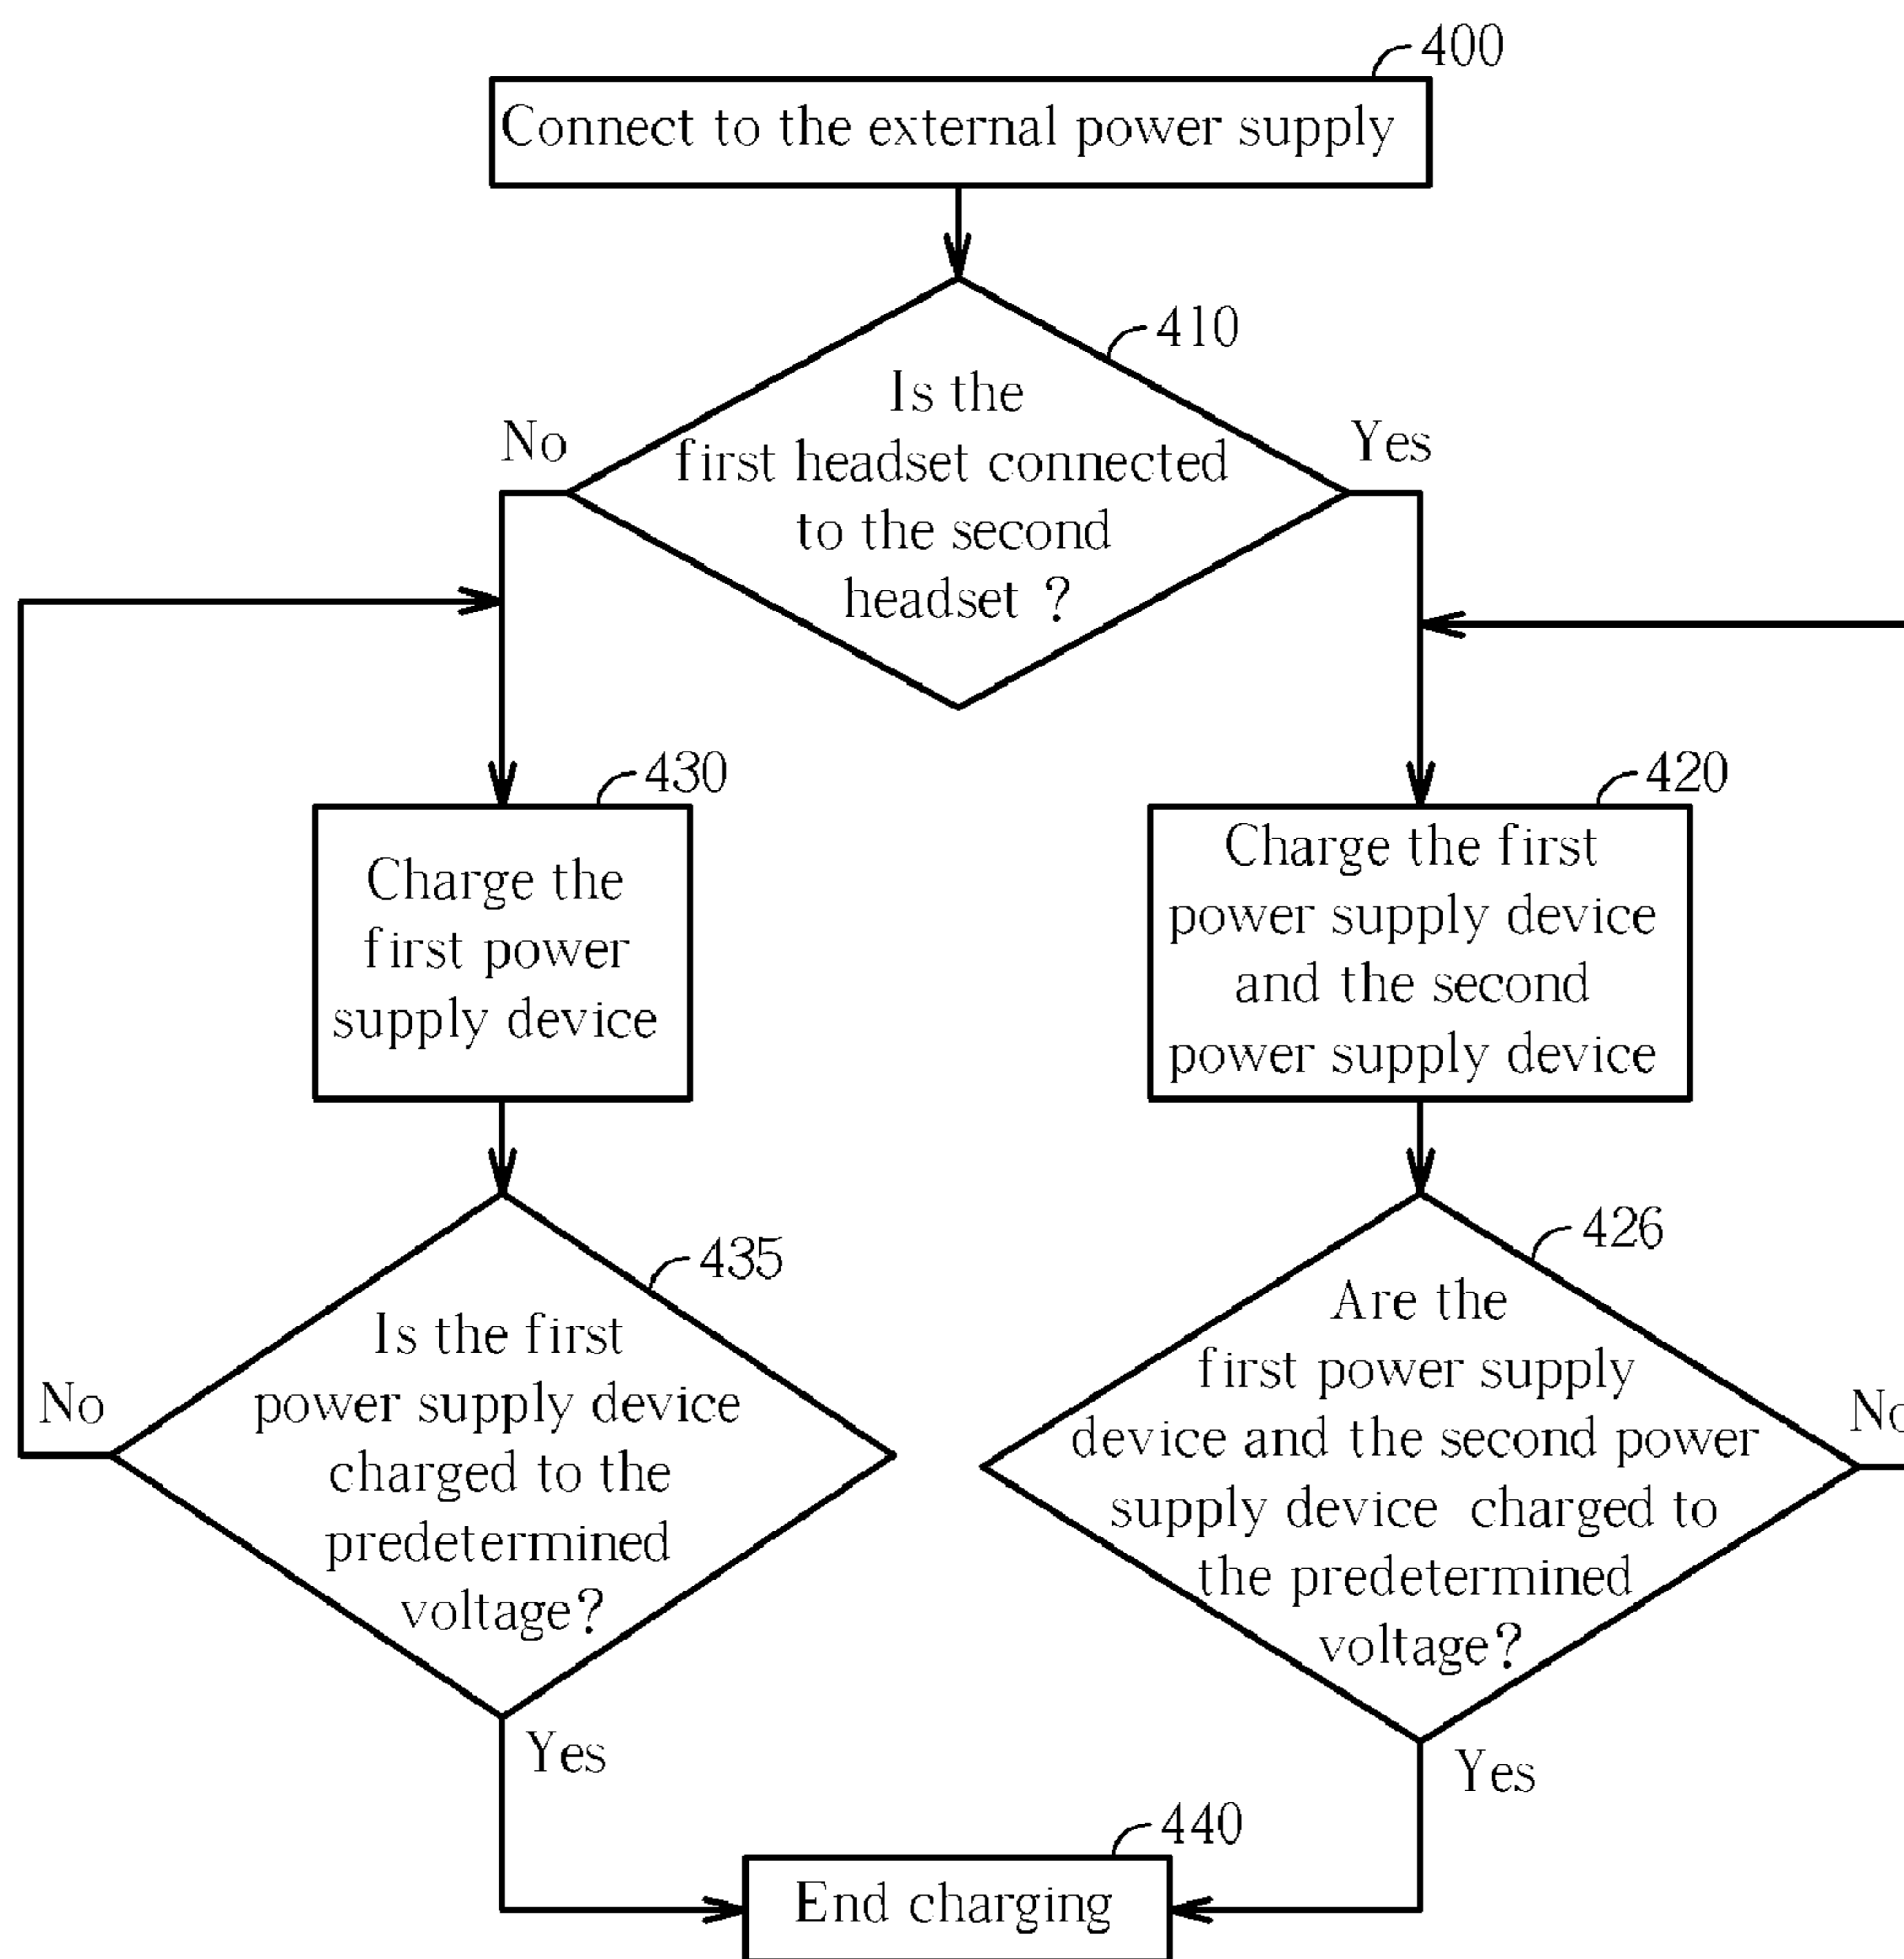 400
Connect to the external power supply
410
Is the
first headset connected
to the second
headset ?
No
Yes
430
Charge the
first power
supply device
420
Charge the first
power supply device
and the second
power supply device
435
Is the first
power supply device
charged to the
predetermined
voltage?
No
Yes
426
Are the
first power supply
device and the second power
supply device charged to
the predetermined
voltage?
No
Yes
440
End charging